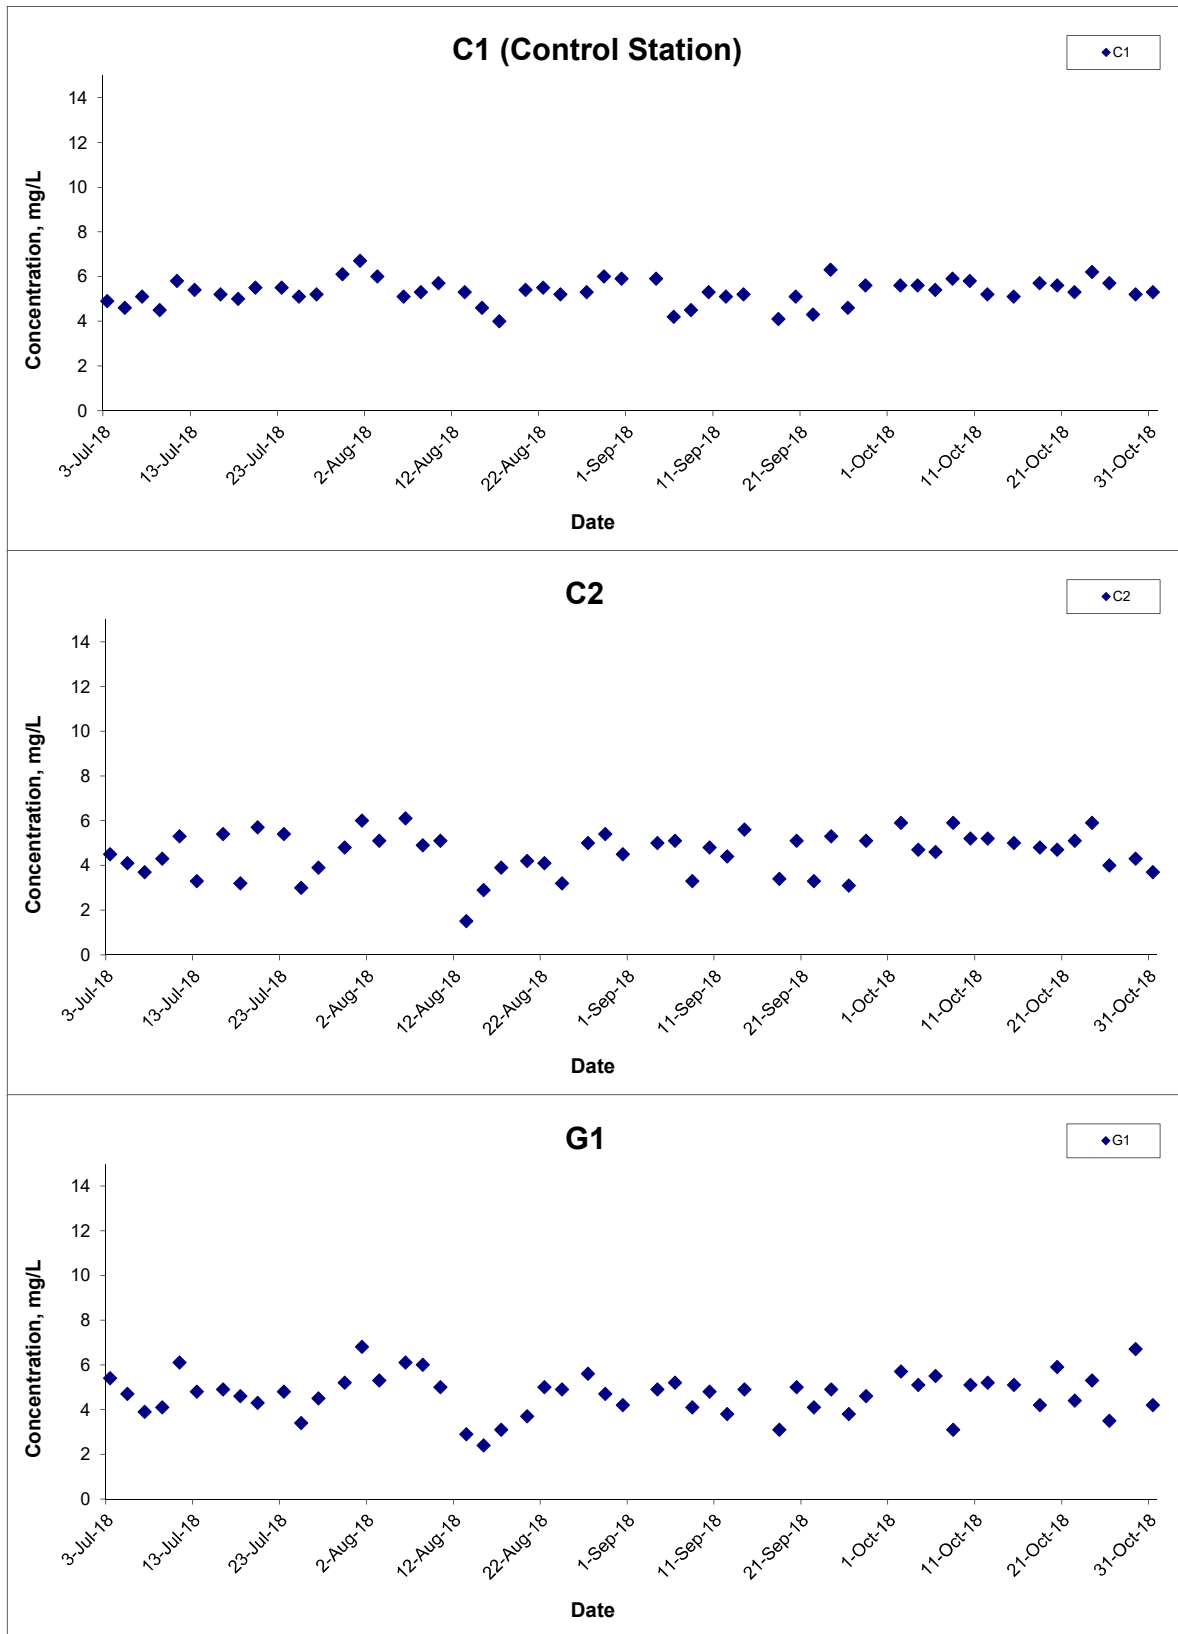 C1 (Control Station)
C1
Concentration, mg/L
14
12
10
8
6
4
2
0
3-Jul-18
13-Jul-18
23-Jul-18
2-Aug-18
12-Aug-18
22-Aug-18
1-Sep-18
11-Sep-18
21-Sep-18
1-Oct-18
11-Oct-18
21-Oct-18
31-Oct-18
Date
C2
C2
Concentration, mg/L
14
12
10
8
6
4
2
0
3-Jul-18
13-Jul-18
23-Jul-18
2-Aug-18
12-Aug-18
22-Aug-18
1-Sep-18
11-Sep-18
21-Sep-18
1-Oct-18
11-Oct-18
21-Oct-18
31-Oct-18
Date
G1
G1
Concentration, mg/L
14
12
10
8
6
4
2
0
3-Jul-18
13-Jul-18
23-Jul-18
2-Aug-18
12-Aug-18
22-Aug-18
1-Sep-18
11-Sep-18
21-Sep-18
1-Oct-18
11-Oct-18
21-Oct-18
31-Oct-18
Date